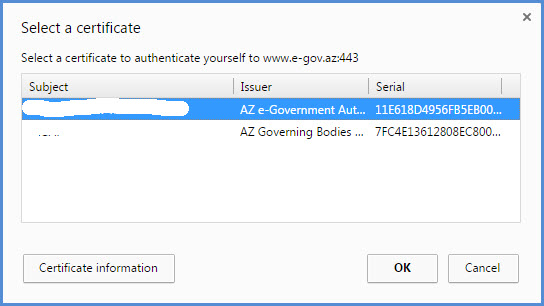 Select a certificate
Select a certificate to authenticate yourself to www.e-gov.az:443
Subject Issuer Serial
AZ e-Government Aut... 11E618D4956FB5EB00...
AZ Governing Bodies ... 7FC4E13612808EC800...
Certificate information OK Cancel